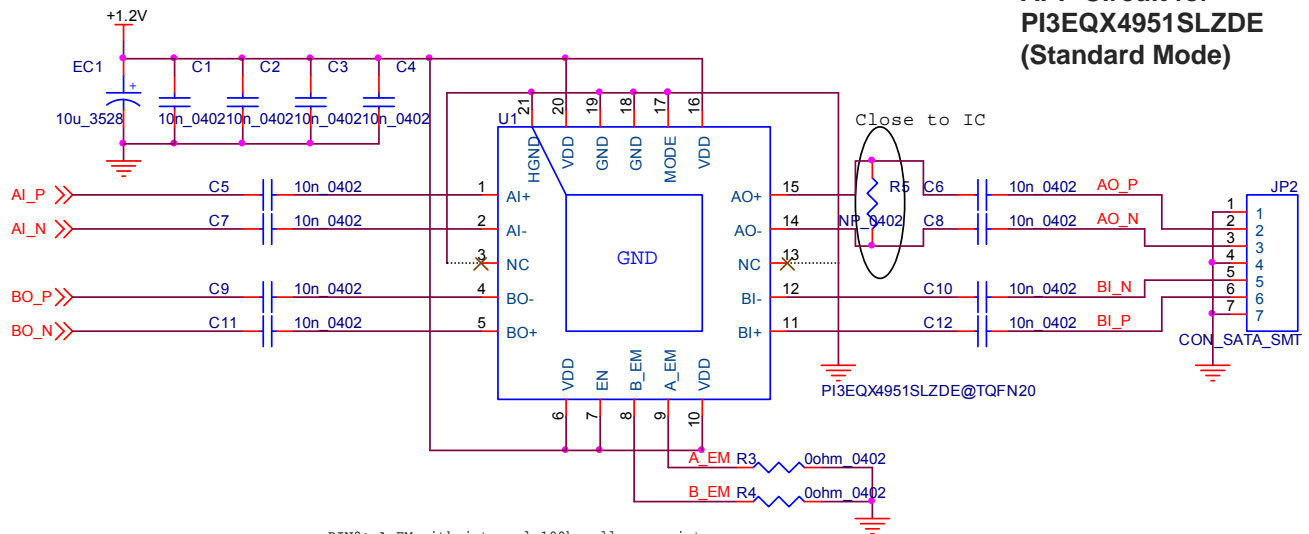 PI3EQX4951SLZDE
(Standard Mode)
+1.2V
EC1 C1 C2 C3 C4
+
10u_3528 10n_0402 10n_0402 10n_0402 10n_0402
Close to IC
U1
21 20 19 18 17 16
HGND VDD GND GND MODE VDD
AI_P C5 10n_0402 1 AI+ AO+ 15 R5 C6 10n_0402 AO_P
AI_N C7 10n_0402 2 AI- AO- 14 NP_0402 C8 10n_0402 AO_N
3 NC GND NC 13
BO_P C9 10n_0402 4 BO- BI- 12 C10 10n_0402 BI_N
BO_N C11 10n_0402 5 BO+ BI+ 11 C12 10n_0402 BI_P
JP2
1 1
2 2
3 3
4 4
5 5
6 6
7 7
CON_SATA_SMT
VDD EN B_EM A_EM VDD
6 7 8 9 10
PI3EQX4951SLZDE@TQFN20
A_EM R3 0ohm_0402
B_EM R4 0ohm_0402